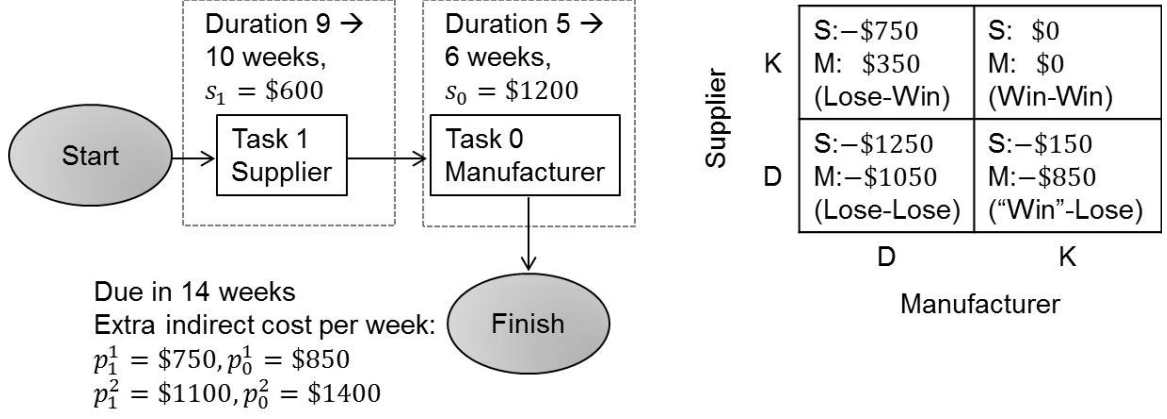 Duration 9 →
10 weeks,
s₁ = $600
Duration 5 →
6 weeks,
s₀ = $1200
Start
Task 1
Supplier
Task 0
Manufacturer
Finish
Due in 14 weeks
Extra indirect cost per week:
p₁¹ = $750, p₀¹ = $850
p₁² = $1100, p₀² = $1400
Supplier
K
S:−$750
M: $350
(Lose-Win)
S: $0
M: $0
(Win-Win)
D
S:−$1250
M:−$1050
(Lose-Lose)
S:−$150
M:−$850
(“Win”-Lose)
D
K
Manufacturer